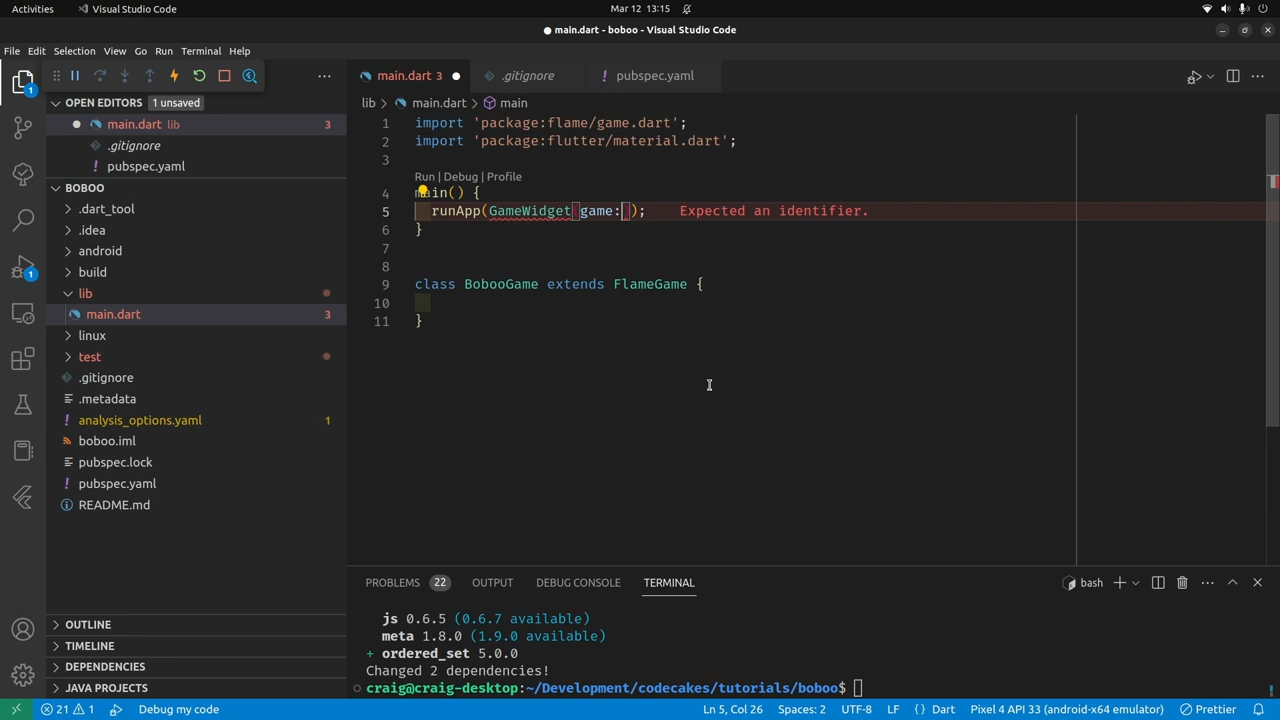 Activities
Visual Studio Code
Mar 12 13:15
main.dart - boboo - Visual Studio Code
File Edit Selection View Go Run Terminal Help
main.dart 3
.gitignore
pubspec.yaml
1
OPEN EDITORS 1 unsaved
main.dart lib 3
.gitignore
pubspec.yaml
BOBOO
.dart_tool
.idea
android
build
lib
main.dart 3
linux
test
.gitignore
.metadata
analysis_options.yaml 1
boboo.iml
pubspec.lock
pubspec.yaml
README.md
OUTLINE
TIMELINE
DEPENDENCIES
JAVA PROJECTS
1
lib > main.dart > main
1 import 'package:flame/game.dart';
2 import 'package:flutter/material.dart';
3
Run | Debug | Profile
4 main() {
5 runApp(GameWidget(game:)); Expected an identifier.
6 }
7
8
9 class BobooGame extends FlameGame {
10
11 }
PROBLEMS 22 OUTPUT DEBUG CONSOLE TERMINAL
bash
js 0.6.5 (0.6.7 available)
meta 1.8.0 (1.9.0 available)
+ ordered_set 5.0.0
Changed 2 dependencies!
craig@craig-desktop:~/Development/codecakes/tutorials/boboo$
21 1 Debug my code
Ln 5, Col 26 Spaces: 2 UTF-8 LF {} Dart Pixel 4 API 33 (android-x64 emulator) Prettier